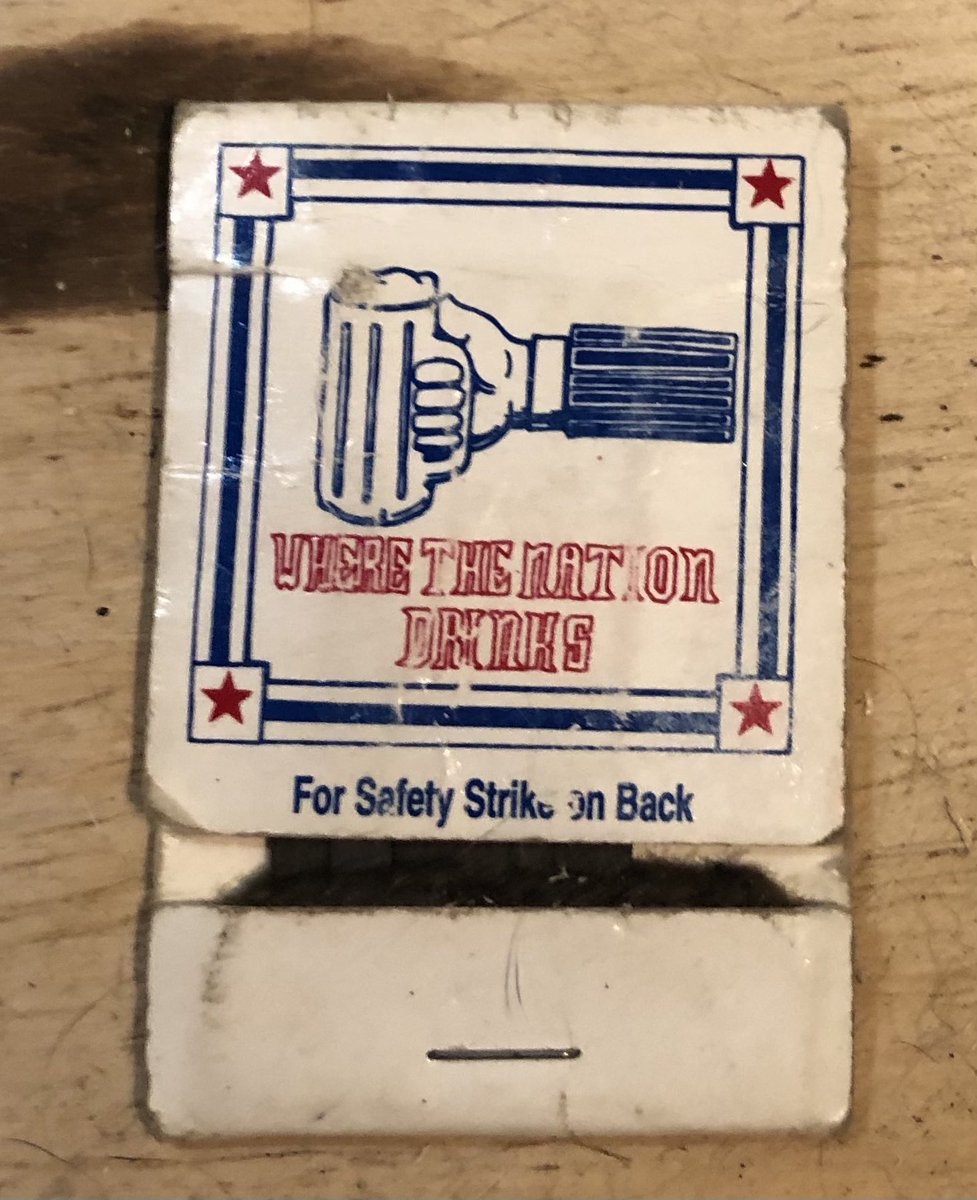 WHERE THE NATION
DRINKS
For Safety Strike on Back